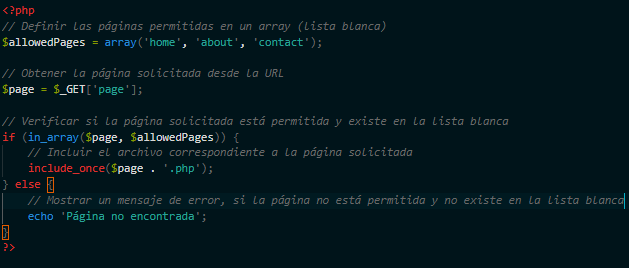 <?php
// Definir las páginas permitidas en un array (lista blanca)
$allowedPages = array('home', 'about', 'contact');
// Obtener la página solicitada desde la URL
$page = $_GET['page'];
// Verificar si la página solicitada está permitida y existe en la lista blanca
if (in_array($page, $allowedPages)) {
// Incluir el archivo correspondiente a la página solicitada
include_once($page . '.php');
} else {
// Mostrar un mensaje de error, si la página no está permitida y no existe en la lista blanca
echo 'Página no encontrada';
}
?>